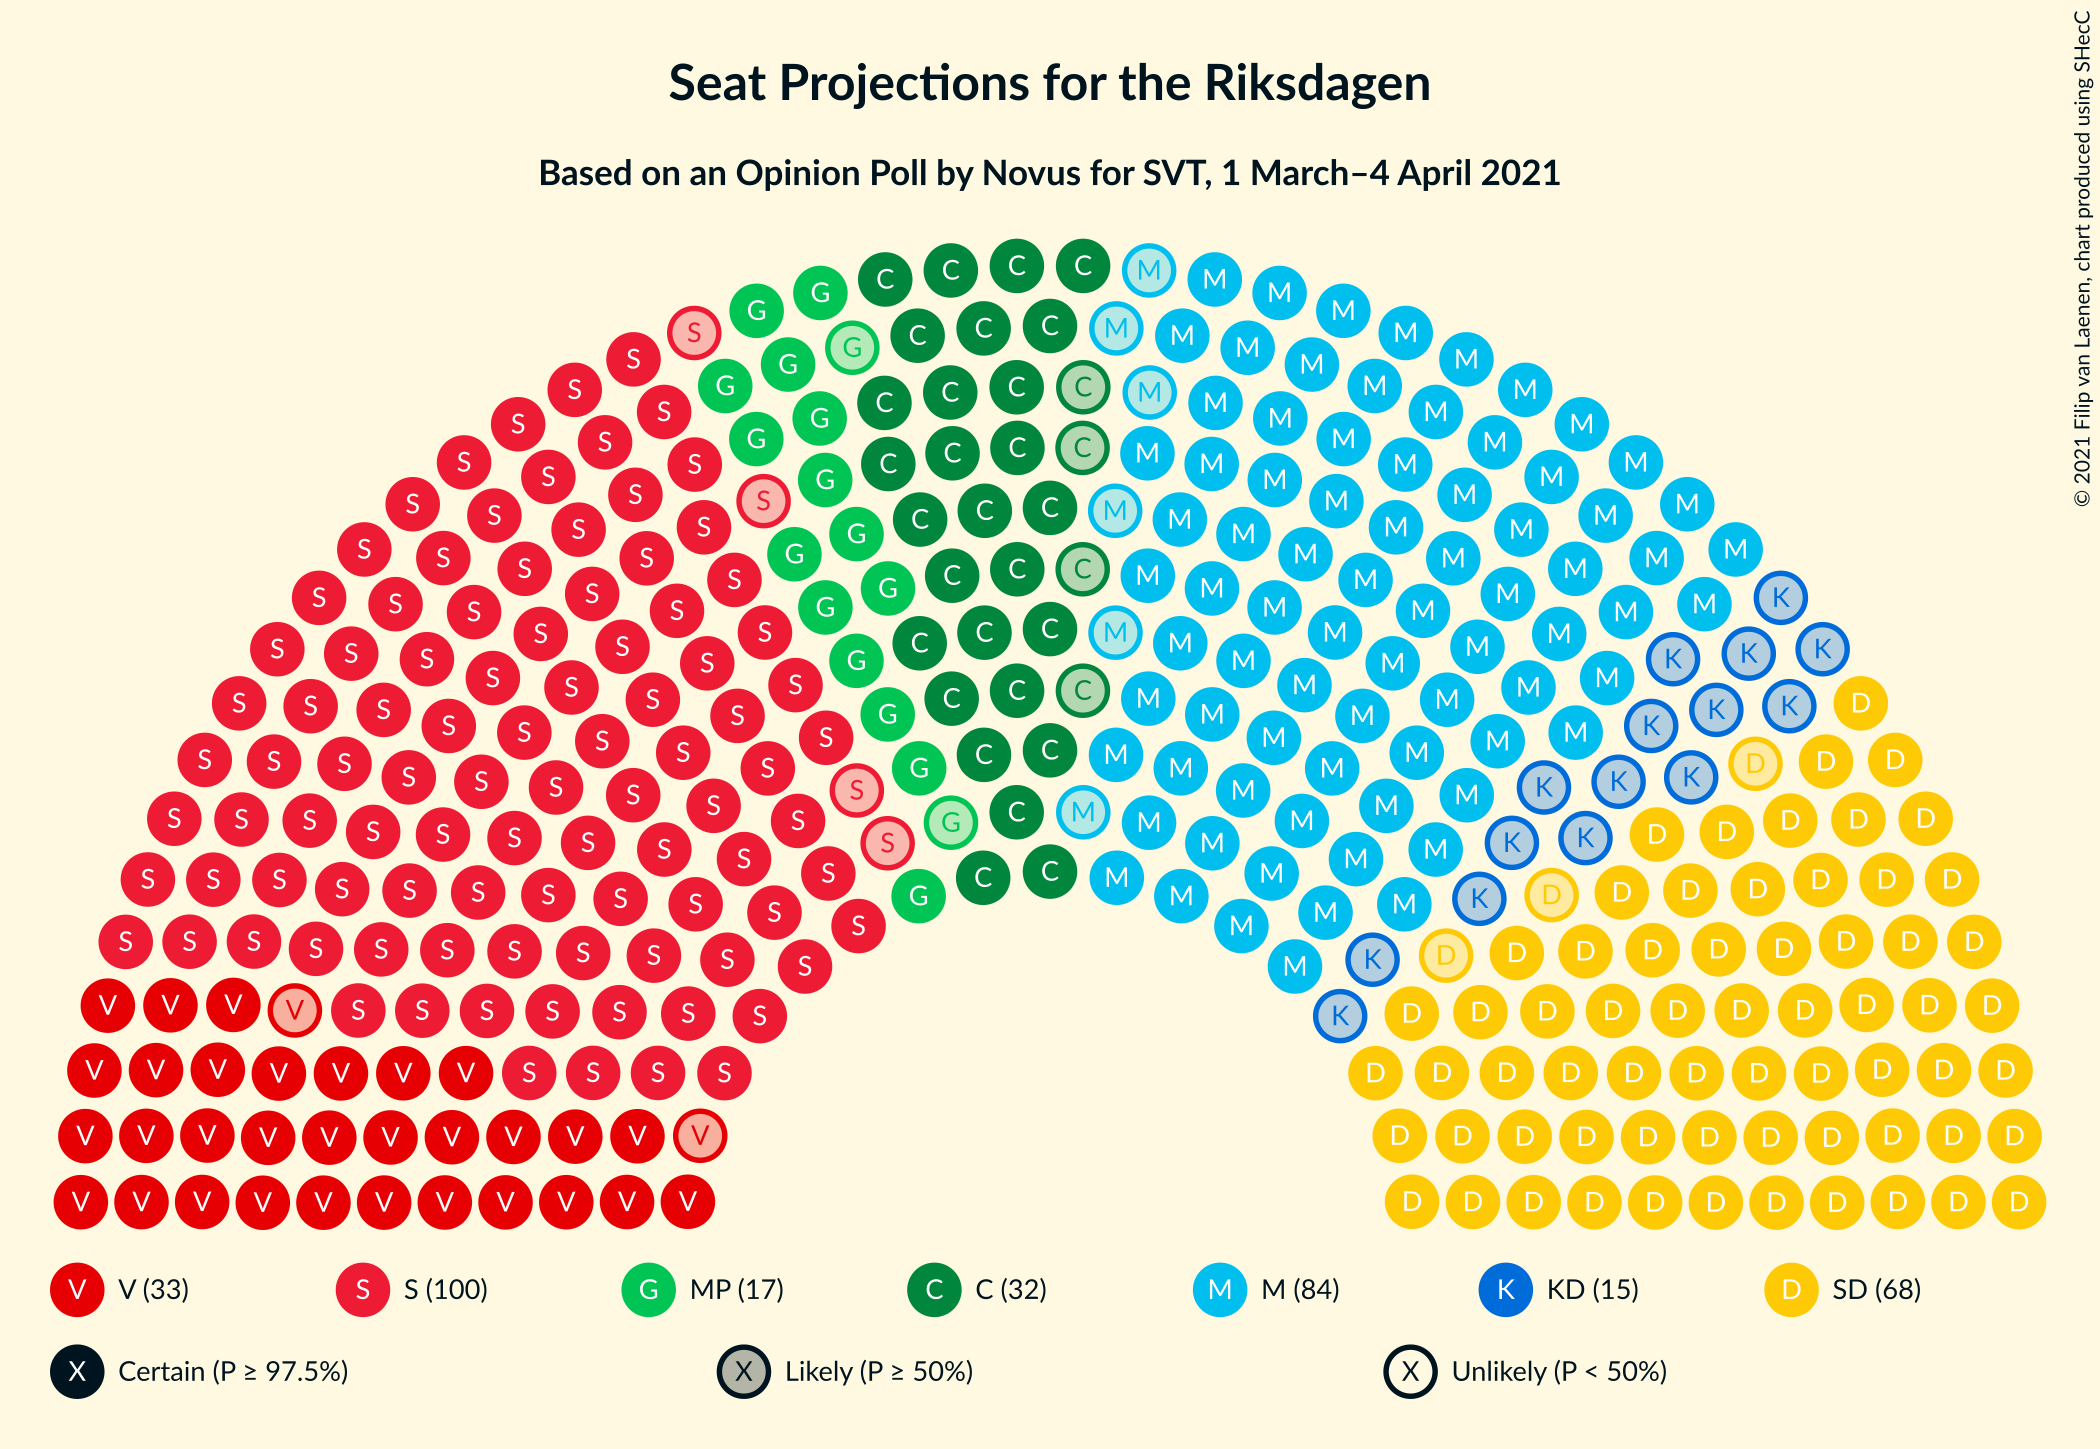 Seat Projections for the Riksdagen
Based on an Opinion Poll by Novus for SVT, 1 March–4 April 2021
© 2021 Filip van Laenen, chart produced using SHecC
V V (33) S S (100) G MP (17) C C (32) M M (84) K KD (15) D SD (68)
X Certain (P ≥ 97.5%) X Likely (P ≥ 50%) X Unlikely (P < 50%)